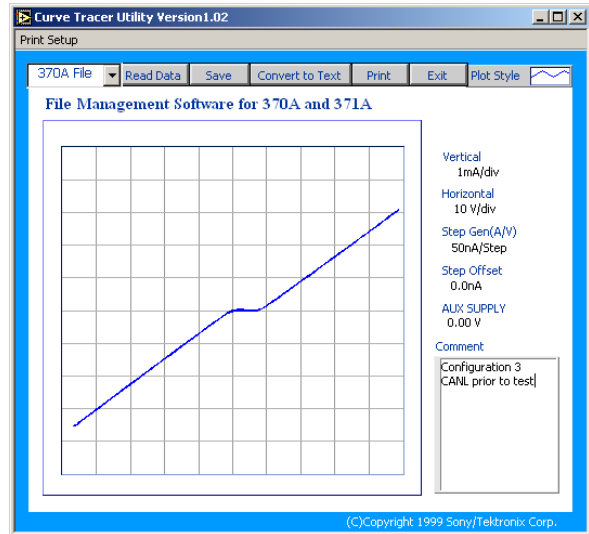 Curve Tracer Utility Version1.02
Print Setup
370A File Read Data Save Convert to Text Print Exit Plot Style
File Management Software for 370A and 371A
Vertical
1mA/div
Horizontal
10 V/div
Step Gen(A/V)
50nA/Step
Step Offset
0.0nA
AUX SUPPLY
0.00 V
Comment
Configuration 3
CANL prior to test
(C)Copyright 1999 Sony/Tektronix Corp.